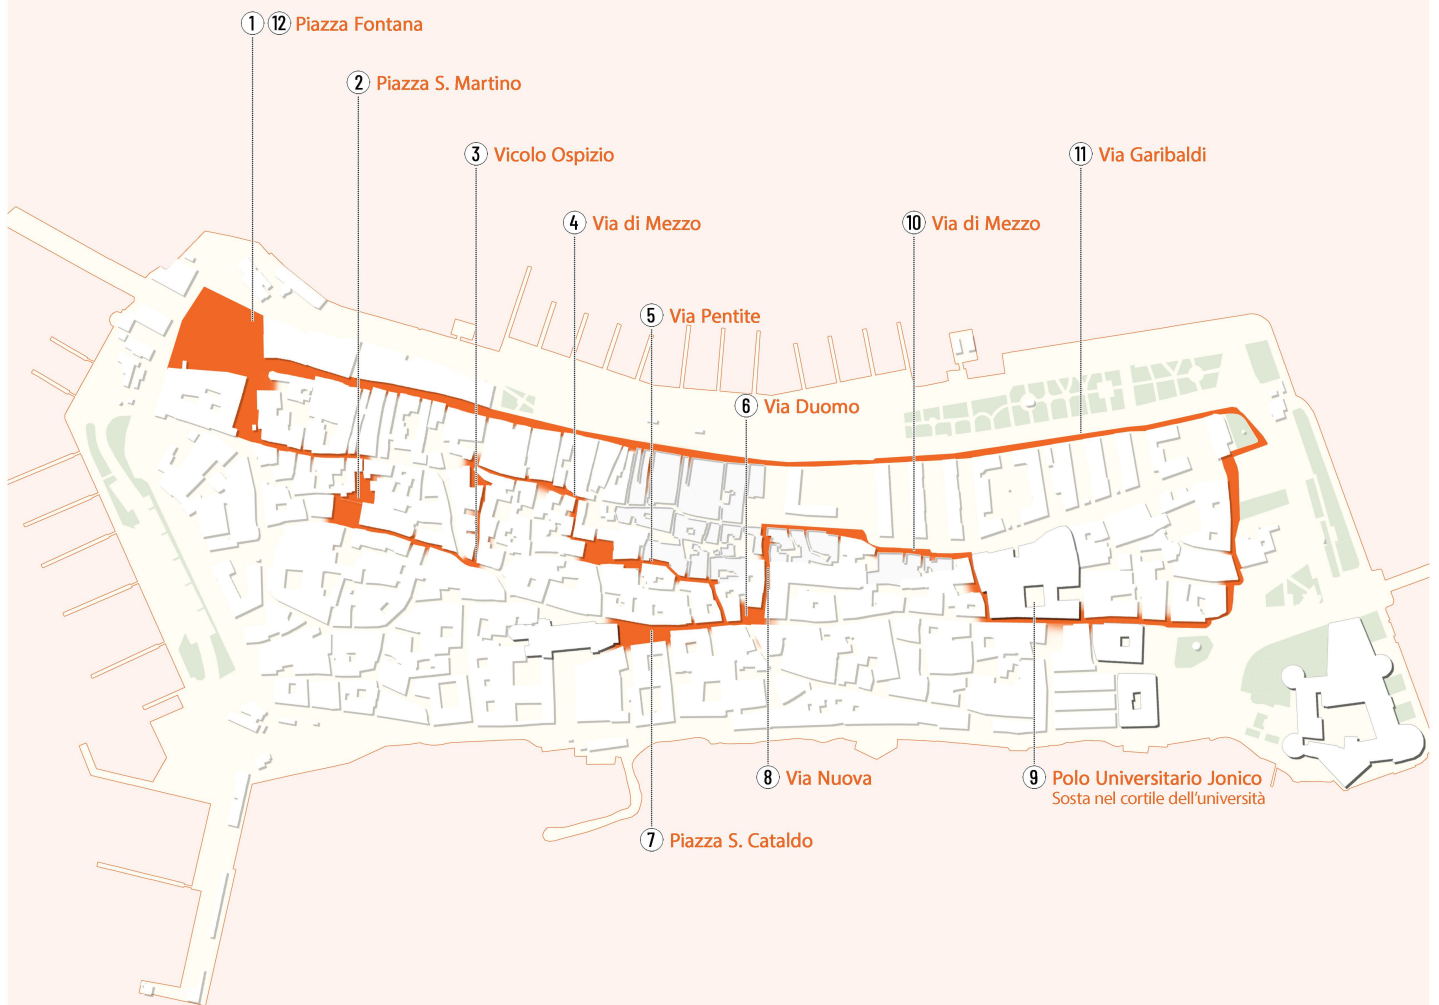 1 12 Piazza Fontana
2 Piazza S. Martino
3 Vicolo Ospizio
11 Via Garibaldi
4 Via di Mezzo
10 Via di Mezzo
5 Via Pentite
6 Via Duomo
8 Via Nuova
9 Polo Universitario Jonico
Sosta nel cortile dell'università
7 Piazza S. Cataldo